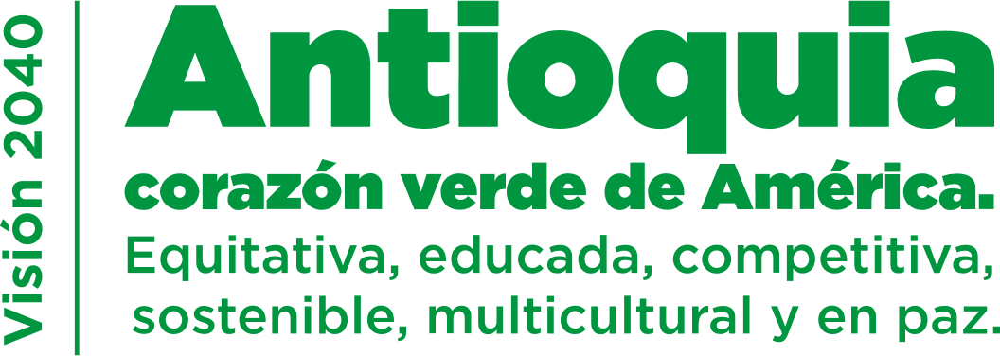 Visión 2040
Antioquia
corazón verde de América.
Equitativa, educada, competitiva,
sostenible, multicultural y en paz.